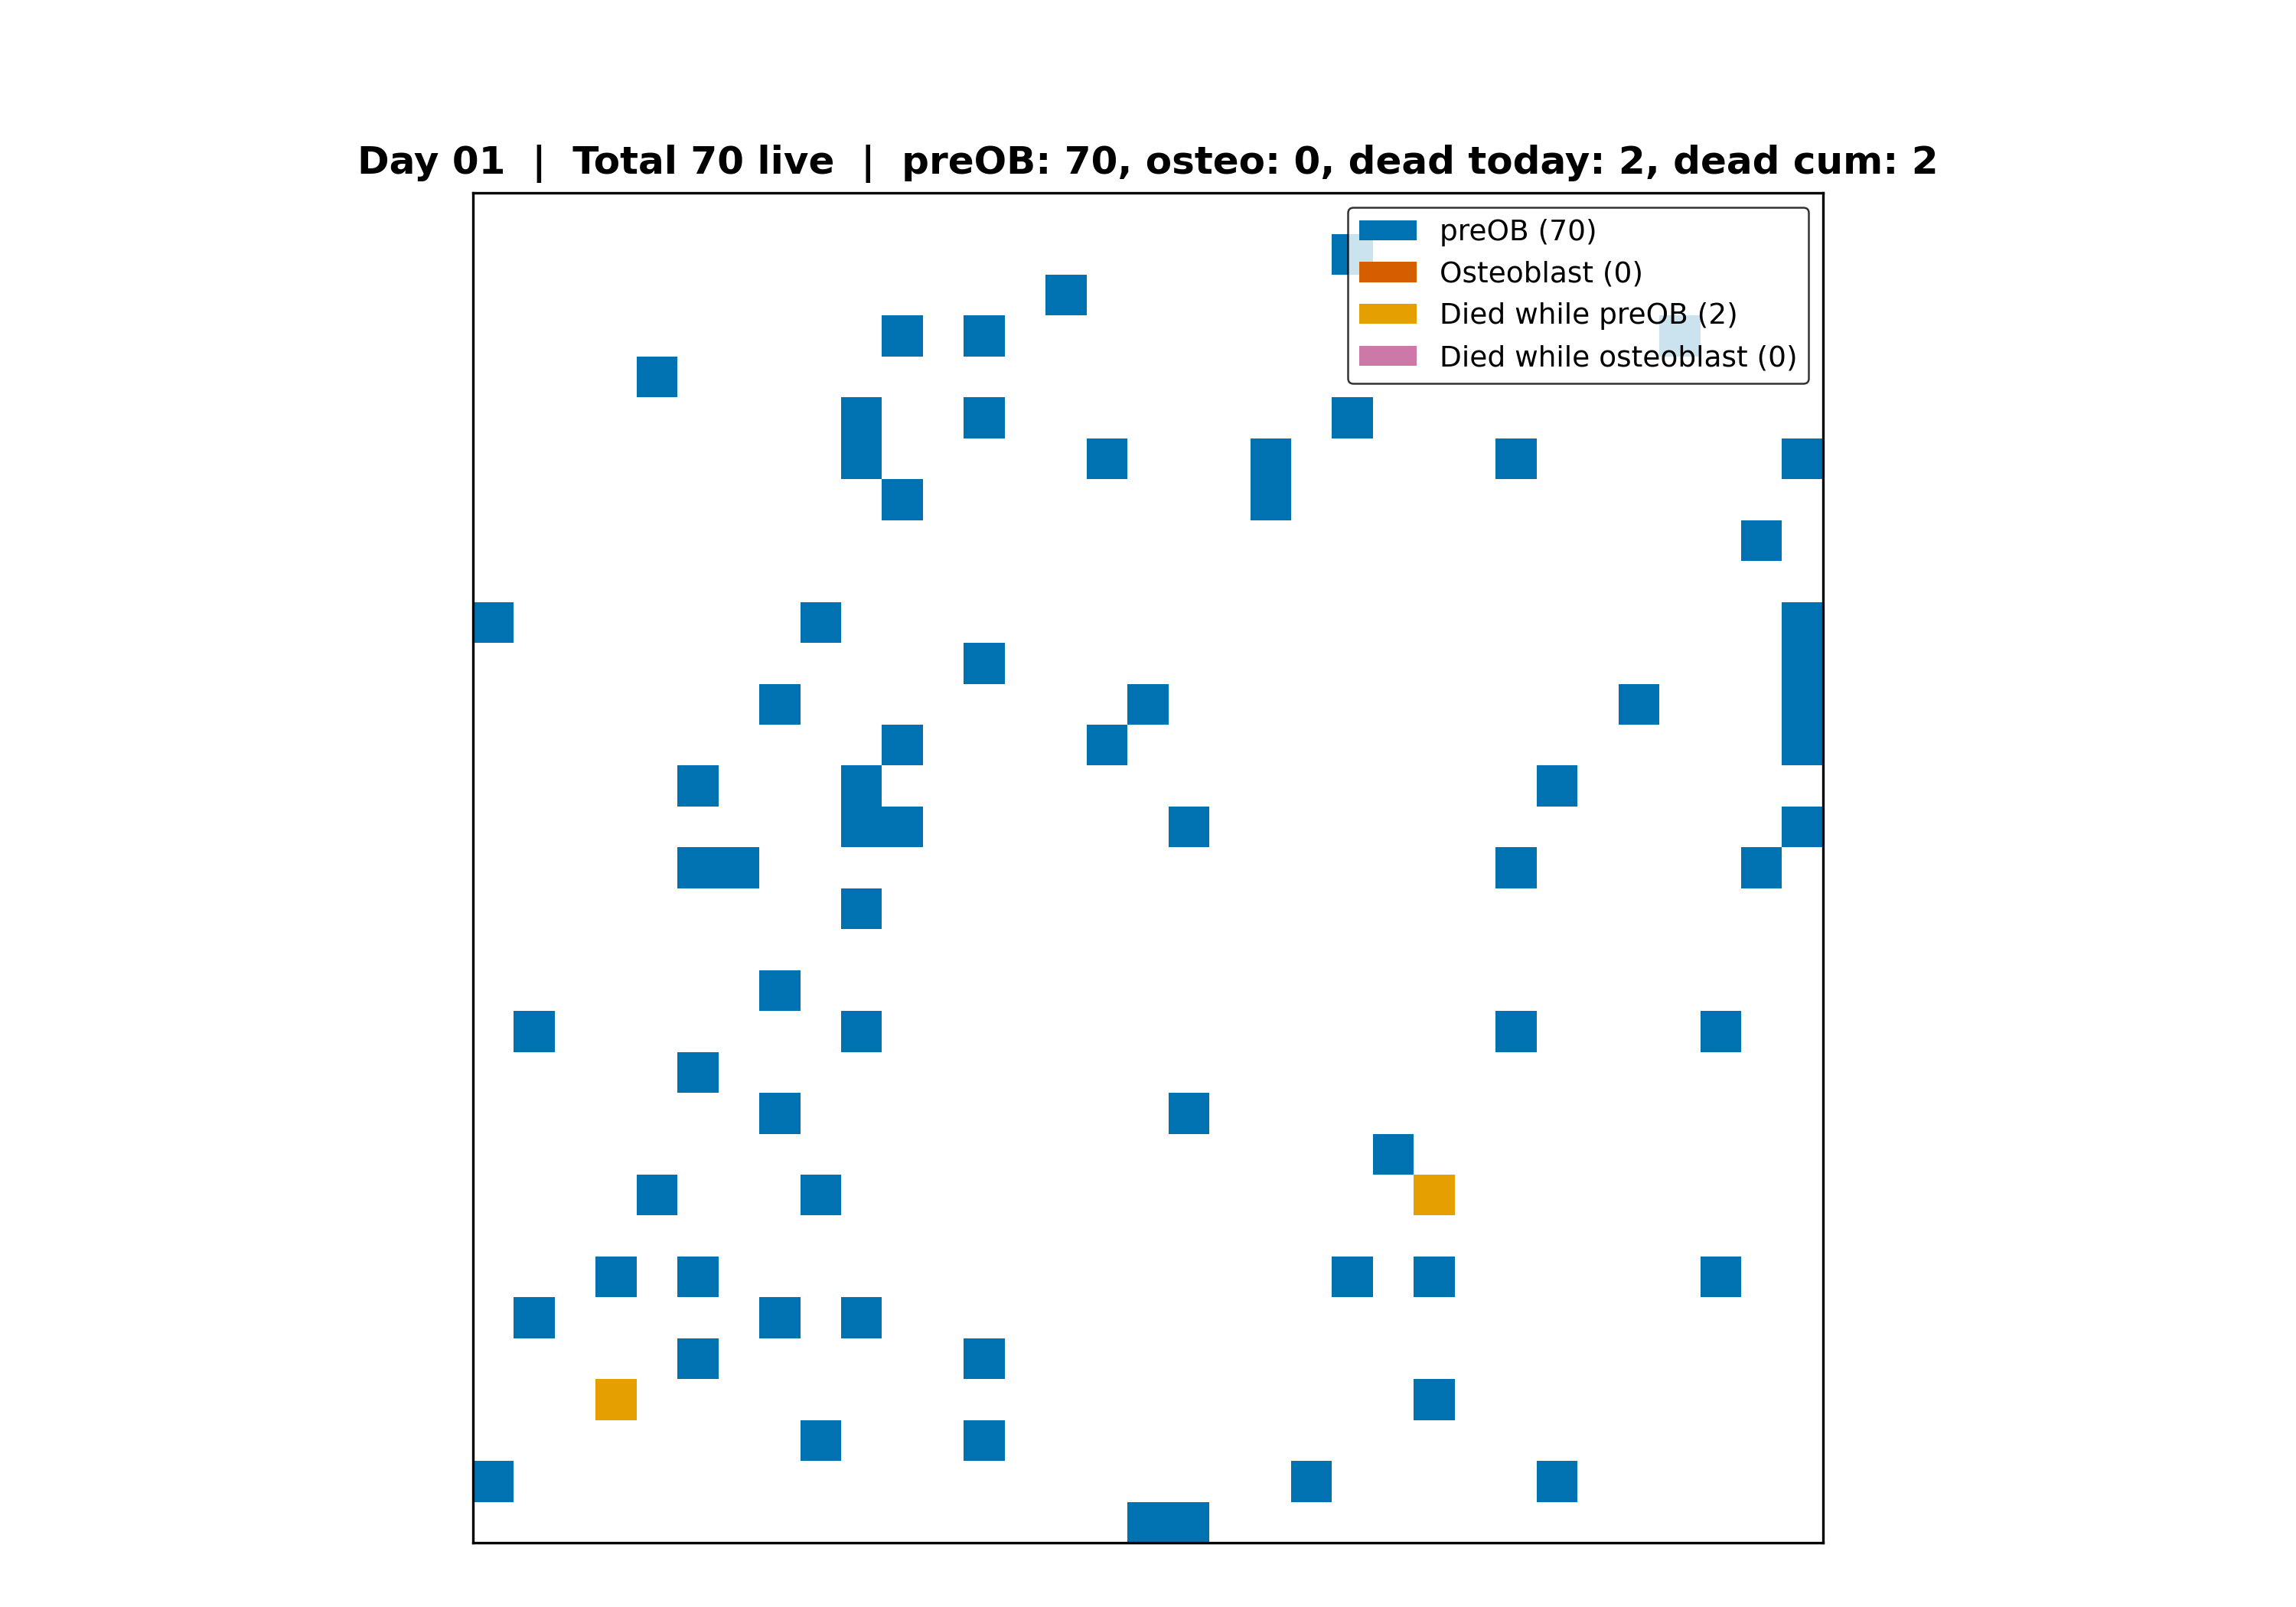 Day 01 | Total 70 live | preOB: 70, osteo: 0, dead today: 2, dead cum: 2
preOB (70)
Osteoblast (0)
Died while preOB (2)
Died while osteoblast (0)